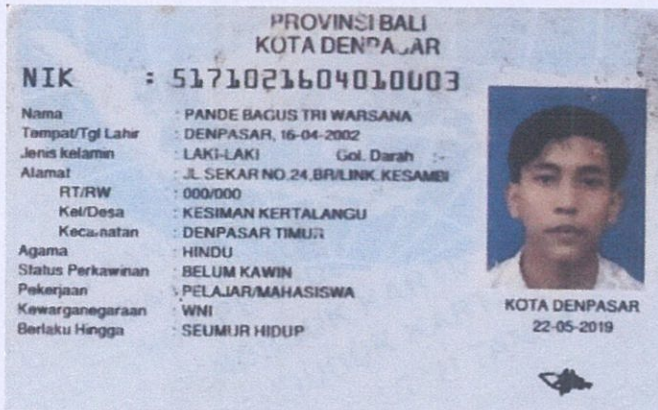 PROVINSI BALI
KOTA DENPASAR
NIK : 5171021604010003
Nama : PANDE BAGUS TRI WARSANA
Tempat/Tgl Lahir : DENPASAR, 16-04-2002
Jenis kelamin : LAKI-LAKI Gol. Darah : -
Alamat : JL SEKAR NO.24,BR/LINK.KESAMBI
RT/RW : 000/000
Kel/Desa : KESIMAN KERTALANGU
Kecamatan : DENPASAR TIMUR
Agama : HINDU
Status Perkawinan : BELUM KAWIN
Pekerjaan : PELAJAR/MAHASISWA
Kewarganegaraan : WNI
Berlaku Hingga : SEUMUR HIDUP
KOTA DENPASAR
22-05-2019